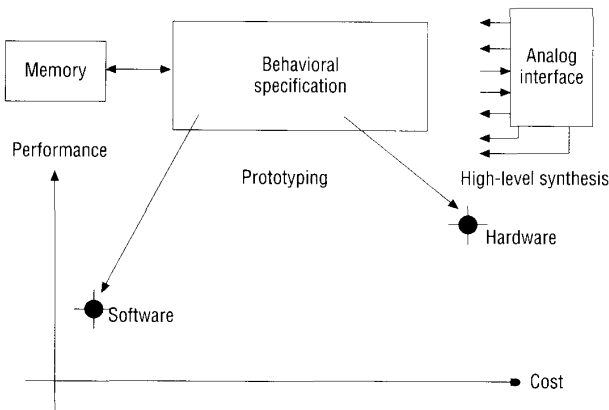 Memory
Behavioral
specification
Analog
interface
Performance
Prototyping
High-level synthesis
Hardware
Software
Cost